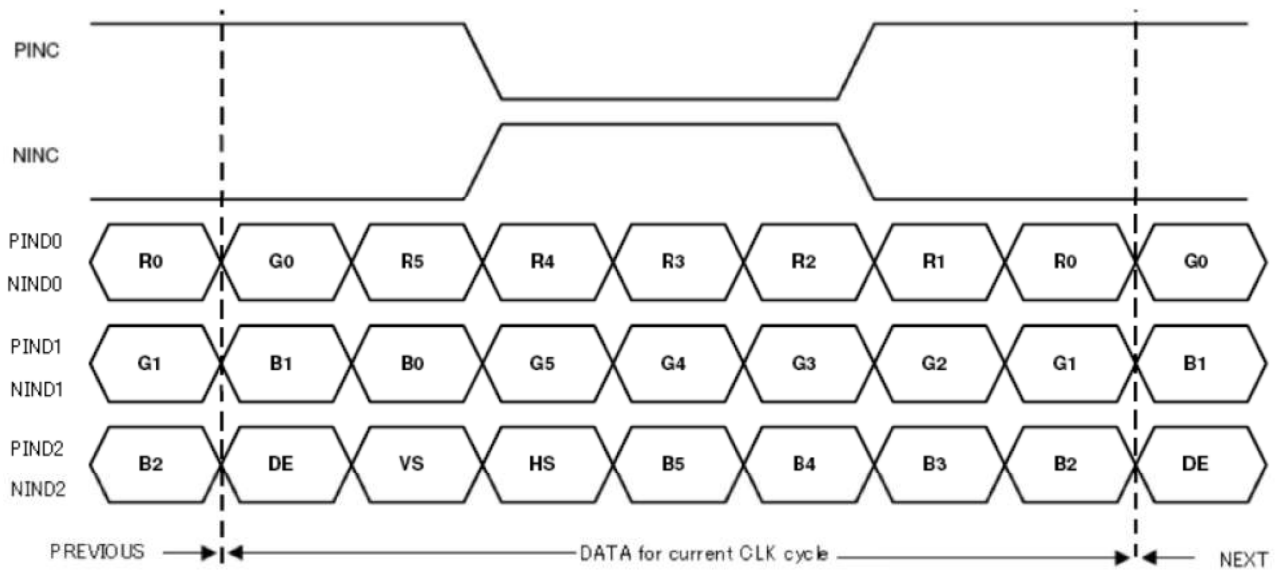 PINC
NINC
PIND0
R0 G0 R5 R4 R3 R2 R1 R0 G0
NIND0
PIND1
G1 B1 B0 G5 G4 G3 G2 G1 B1
NIND1
PIND2
B2 DE VS HS B5 B4 B3 B2 DE
NIND2
PREVIOUS DATA for current CLK cycle NEXT